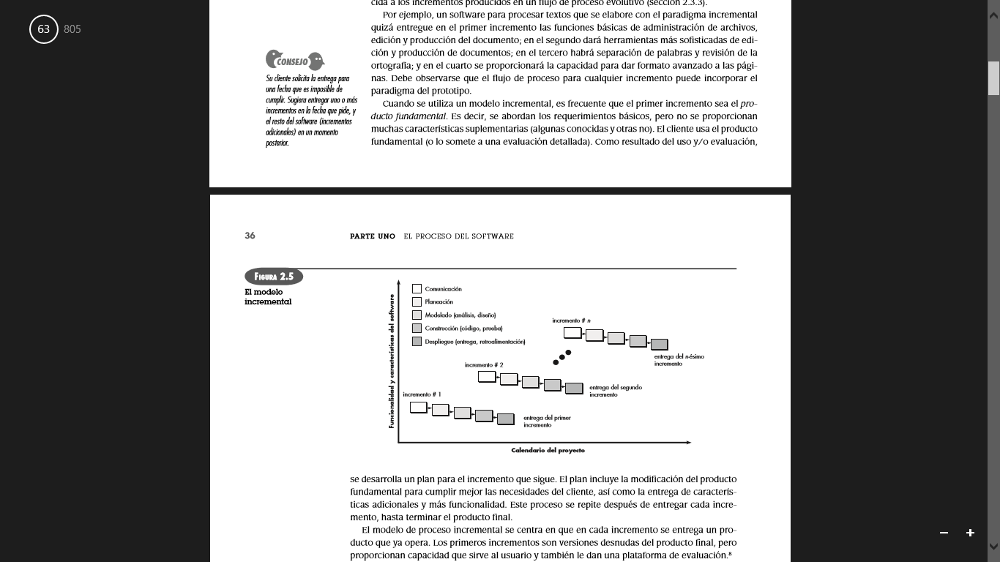 63 805
cida a los incrementos producidos en un flujo de proceso evolutivo (sección 2.3.3).
Por ejemplo, un software para procesar textos que se elabore con el paradigma incremental
quizá entregue en el primer incremento las funciones básicas de administración de archivos,
edición y producción del documento; en el segundo dará herramientas más sofisticadas de edi-
ción y producción de documentos; en el tercero habrá separación de palabras y revisión de la
ortografía; y en el cuarto se proporcionará la capacidad para dar formato avanzado a las pági-
nas. Debe observarse que el flujo de proceso para cualquier incremento puede incorporar el
paradigma del prototipo.
Cuando se utiliza un modelo incremental, es frecuente que el primer incremento sea el pro-
ducto fundamental. Es decir, se abordan los requerimientos básicos, pero no se proporcionan
muchas características suplementarias (algunas conocidas y otras no). El cliente usa el producto
fundamental (o lo somete a una evaluación detallada). Como resultado del uso y/o evaluación,
CONSEJO
Su cliente solicita la entrega para
una fecha que es imposible de
cumplir. Sugiera entregar uno o más
incrementos en la fecha que pide, y
el resto del software (incrementos
adicionales) en un momento
posterior.
36
PARTE UNO EL PROCESO DEL SOFTWARE
FIGURA 2.5
El modelo
incremental
Funcionalidad y características del software
Comunicación
Planeación
Modelado (análisis, diseño)
Construcción (código, prueba)
Despliegue (entrega, retroalimentación)
incremento # n
entrega del n-ésimo
incremento
incremento # 2
entrega del segundo
incremento
incremento # 1
entrega del primer
incremento
Calendario del proyecto
se desarrolla un plan para el incremento que sigue. El plan incluye la modificación del producto
fundamental para cumplir mejor las necesidades del cliente, así como la entrega de caracterís-
ticas adicionales y más funcionalidad. Este proceso se repite después de entregar cada incre-
mento, hasta terminar el producto final.
El modelo de proceso incremental se centra en que en cada incremento se entrega un pro-
ducto que ya opera. Los primeros incrementos son versiones desnudas del producto final, pero
proporcionan capacidad que sirve al usuario y también le dan una plataforma de evaluación.⁸